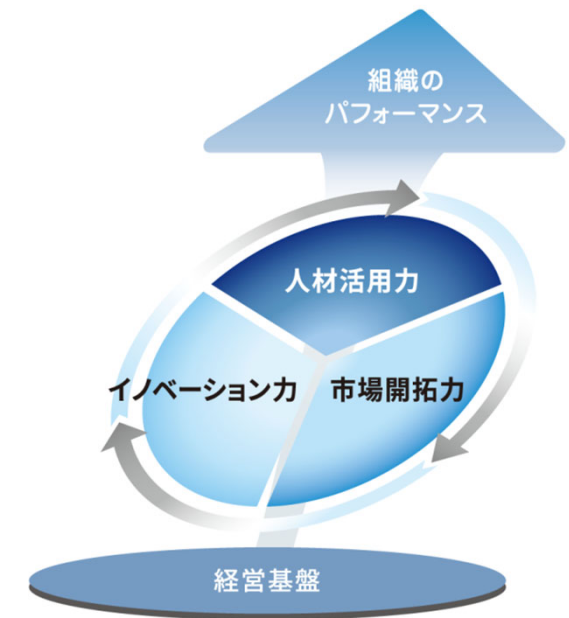 組織の
パフォーマンス
人材活用力
イノベーション力
市場開拓力
経営基盤